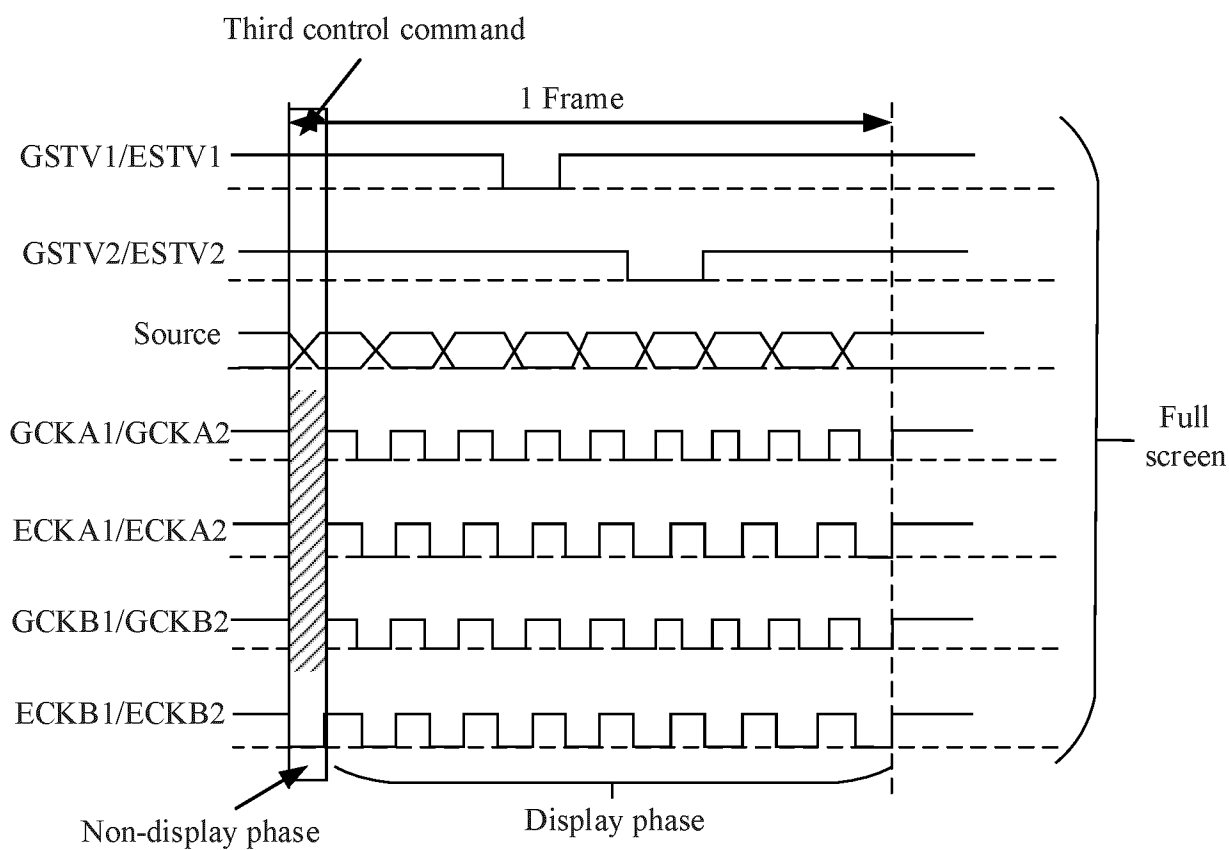 Third control command
1 Frame
GSTV1/ESTV1
GSTV2/ESTV2
Source
GCKA1/GCKA2
ECKA1/ECKA2
GCKB1/GCKB2
ECKB1/ECKB2
Full
screen
Non-display phase
Display phase